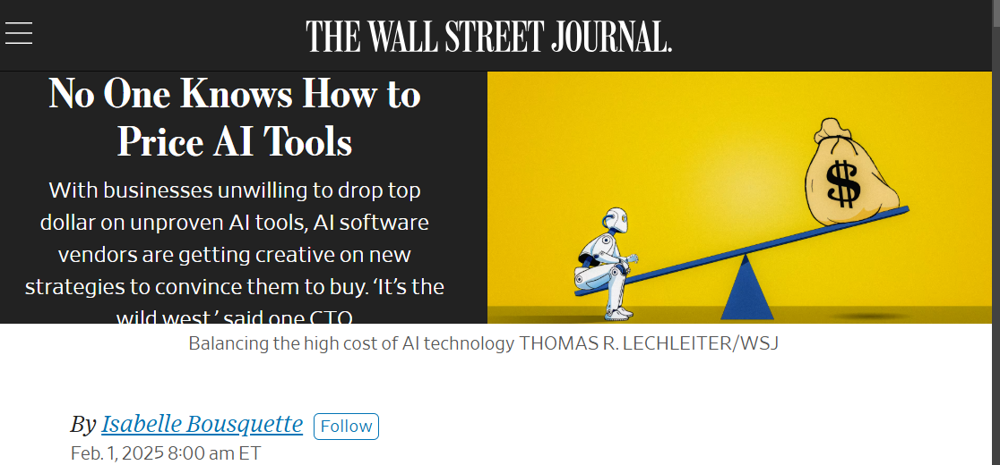 THE WALL STREET JOURNAL.
No One Knows How to
Price AI Tools
With businesses unwilling to drop top
dollar on unproven AI tools, AI software
vendors are getting creative on new
strategies to convince them to buy. ‘It’s the
wild west,’ said one CTO
$
Balancing the high cost of AI technology THOMAS R. LECHLEITER/WSJ
By Isabelle Bousquette Follow
Feb. 1, 2025 8:00 am ET